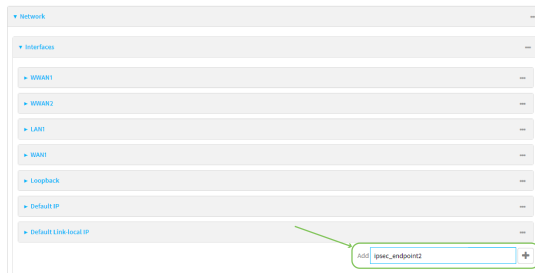 Network
Interfaces
WWAN1
WWAN2
LAN1
WAN1
Loopback
Default IP
Default Link-local IP
Add ipsec_endpoint2